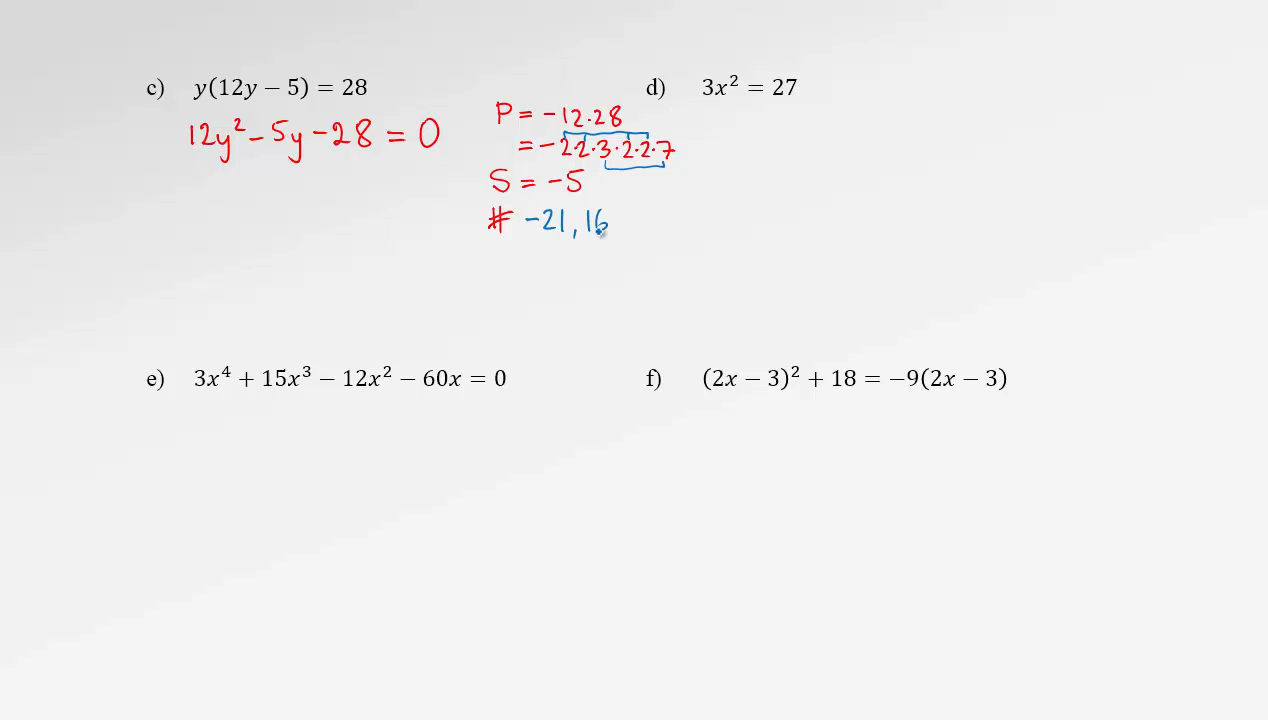 c) y(12y − 5) = 28
12y² − 5y − 28 = 0
P = −12·28
= −2·2·3·2·2·7
S = −5
# −21, 16
d) 3x² = 27
e) 3x⁴ + 15x³ − 12x² − 60x = 0
f) (2x − 3)² + 18 = −9(2x − 3)